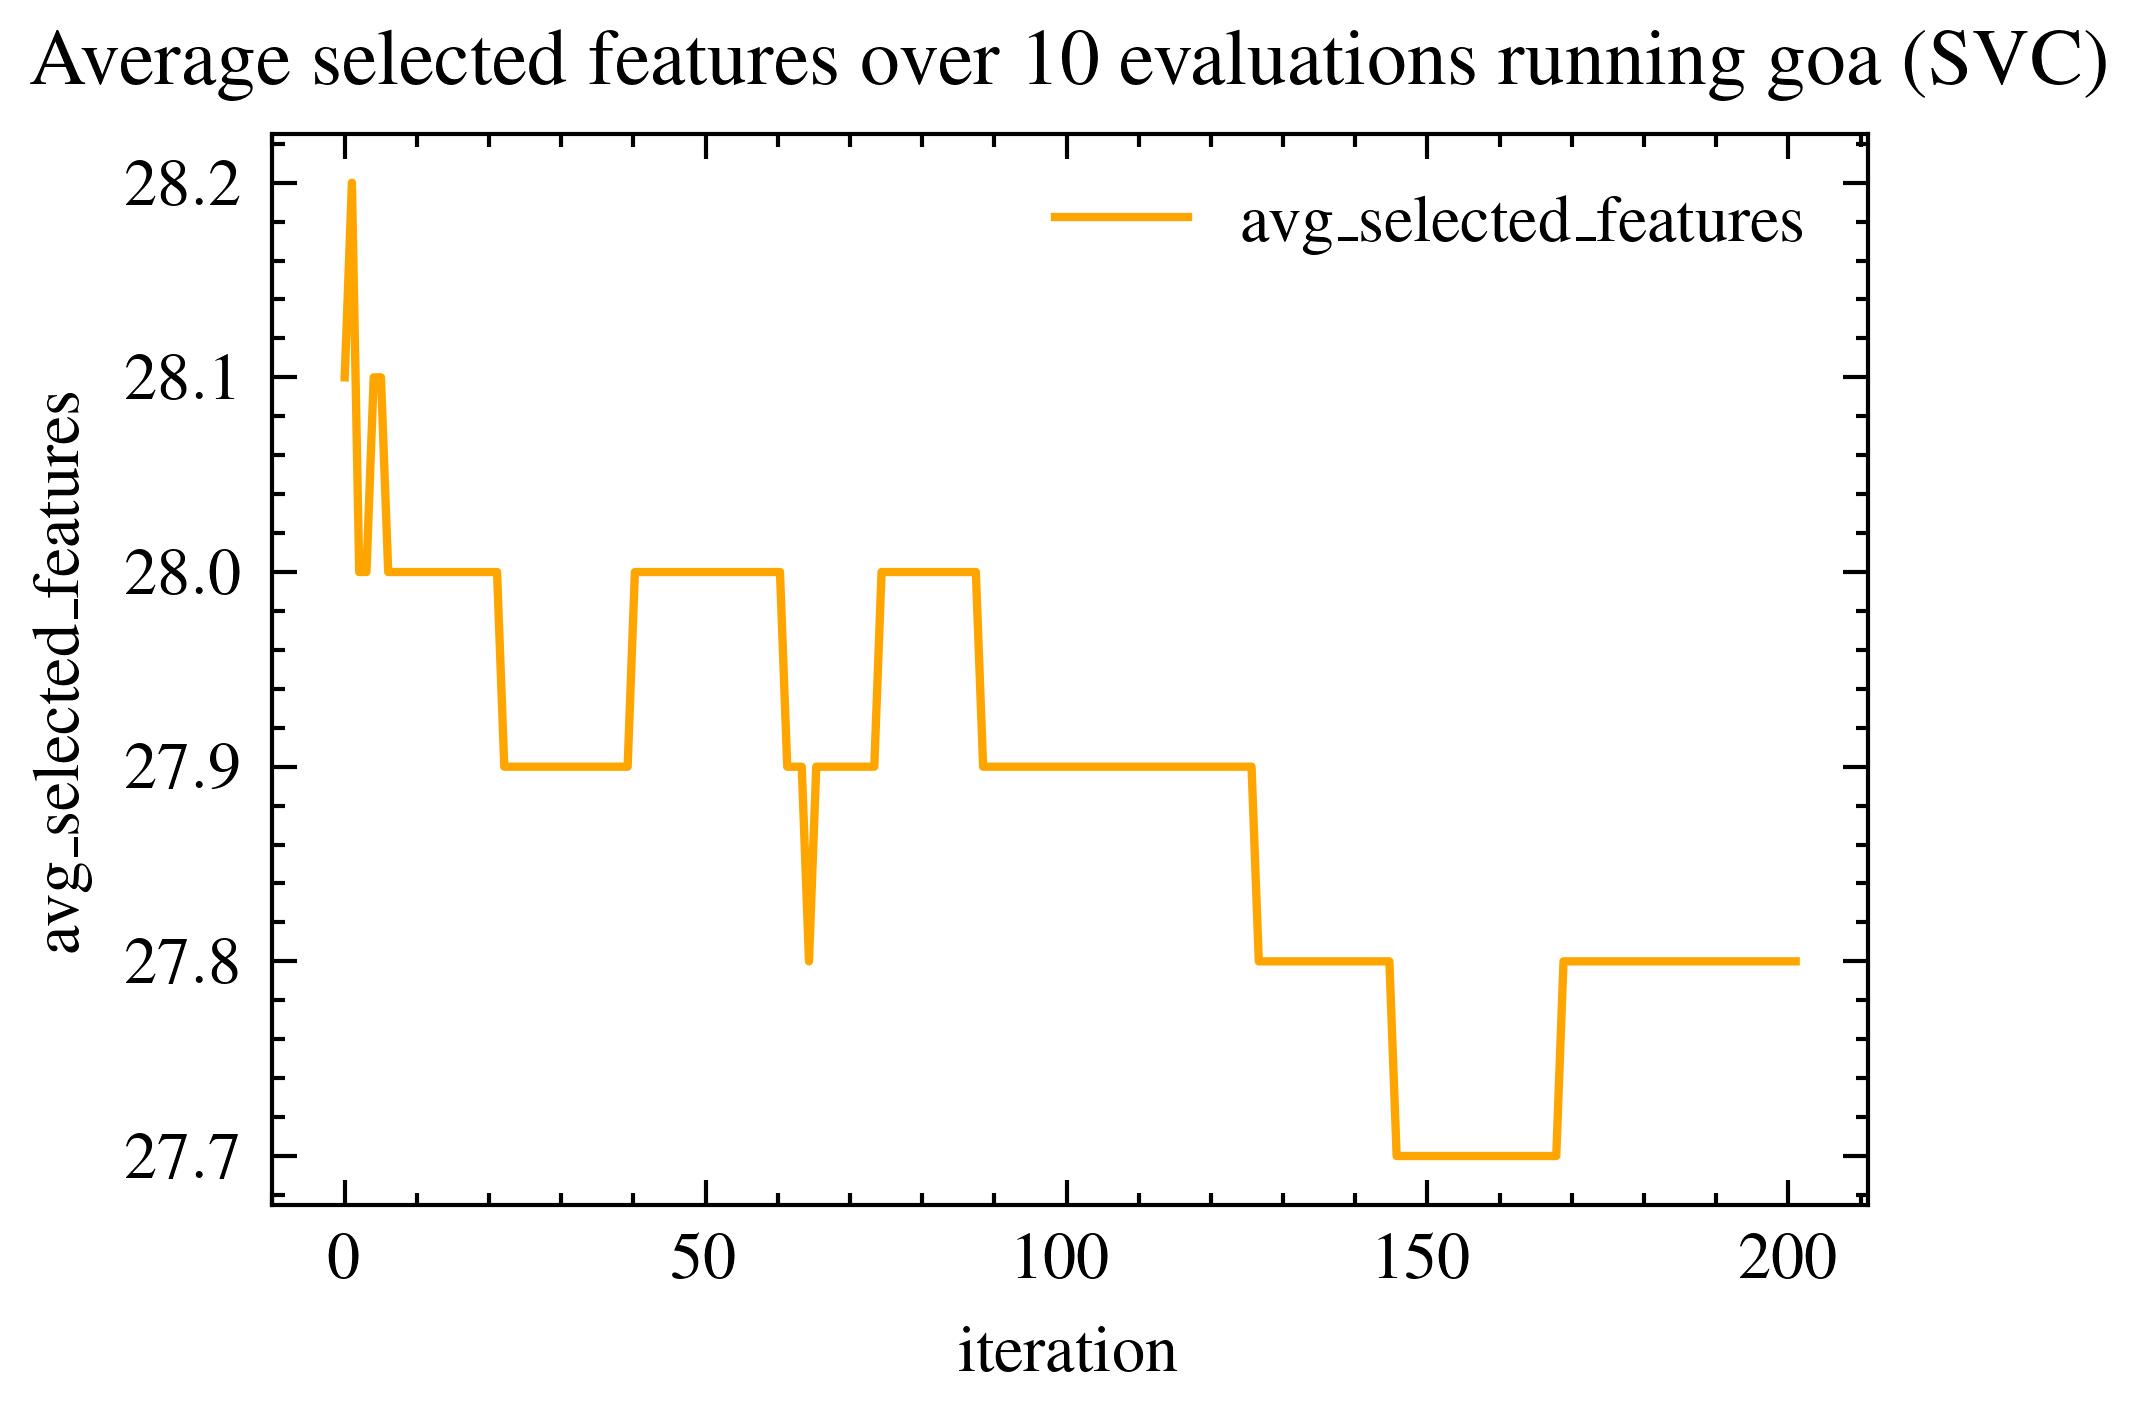 Average selected features over 10 evaluations running goa (SVC)
avg_selected_features
28.2
28.1
28.0
27.9
27.8
27.7
avg_selected_features
0 50 100 150 200
iteration